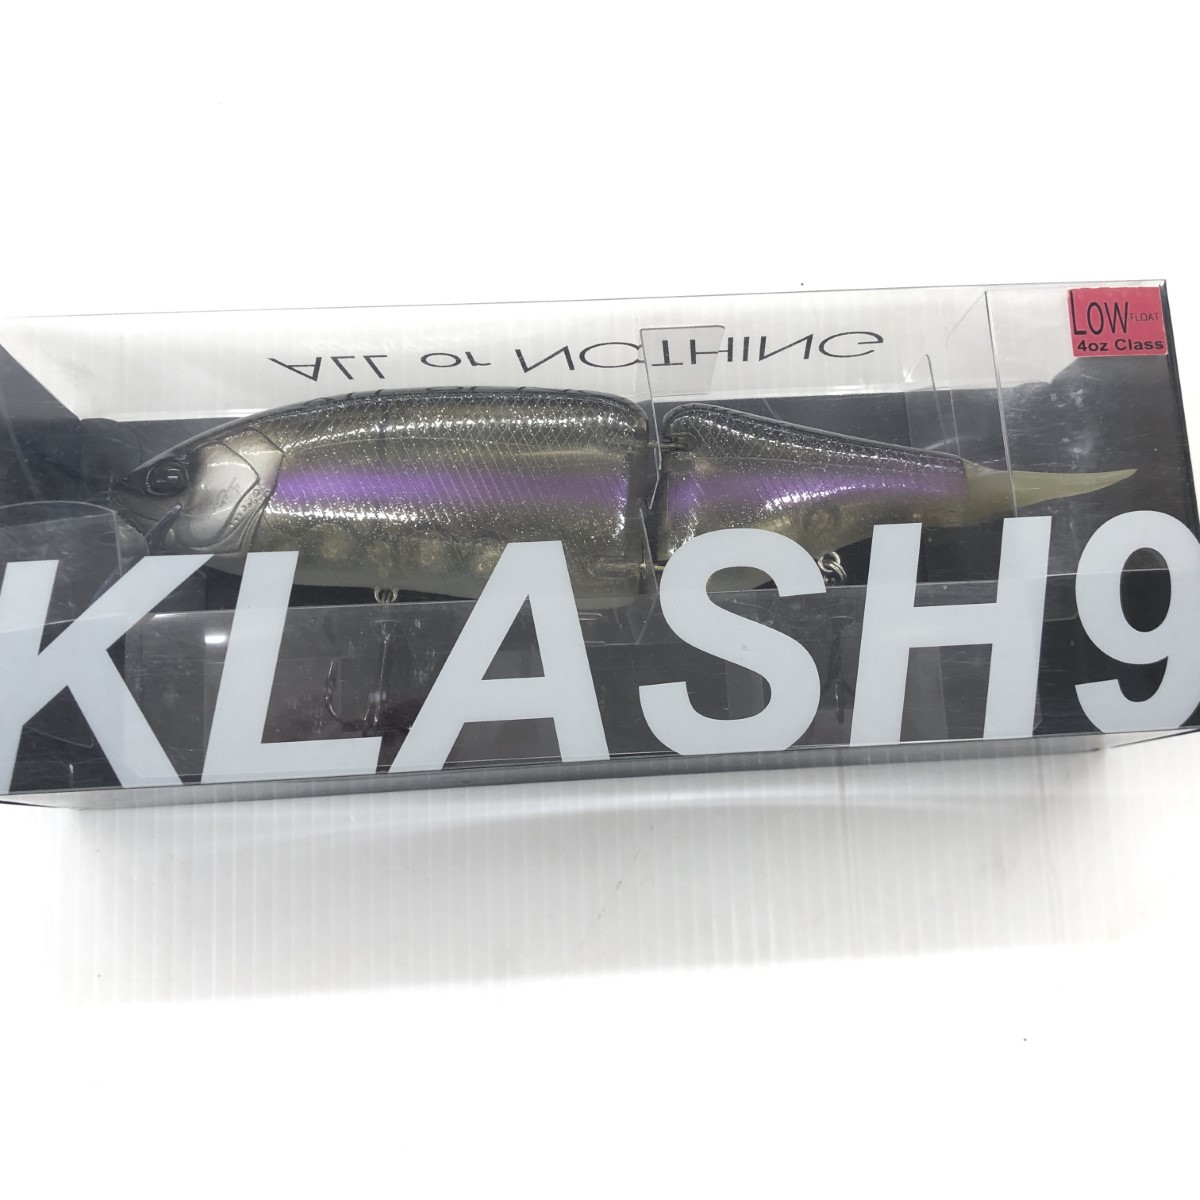 LOW FLOAT
4oz Class
ALL or NOTHING
KLASH9